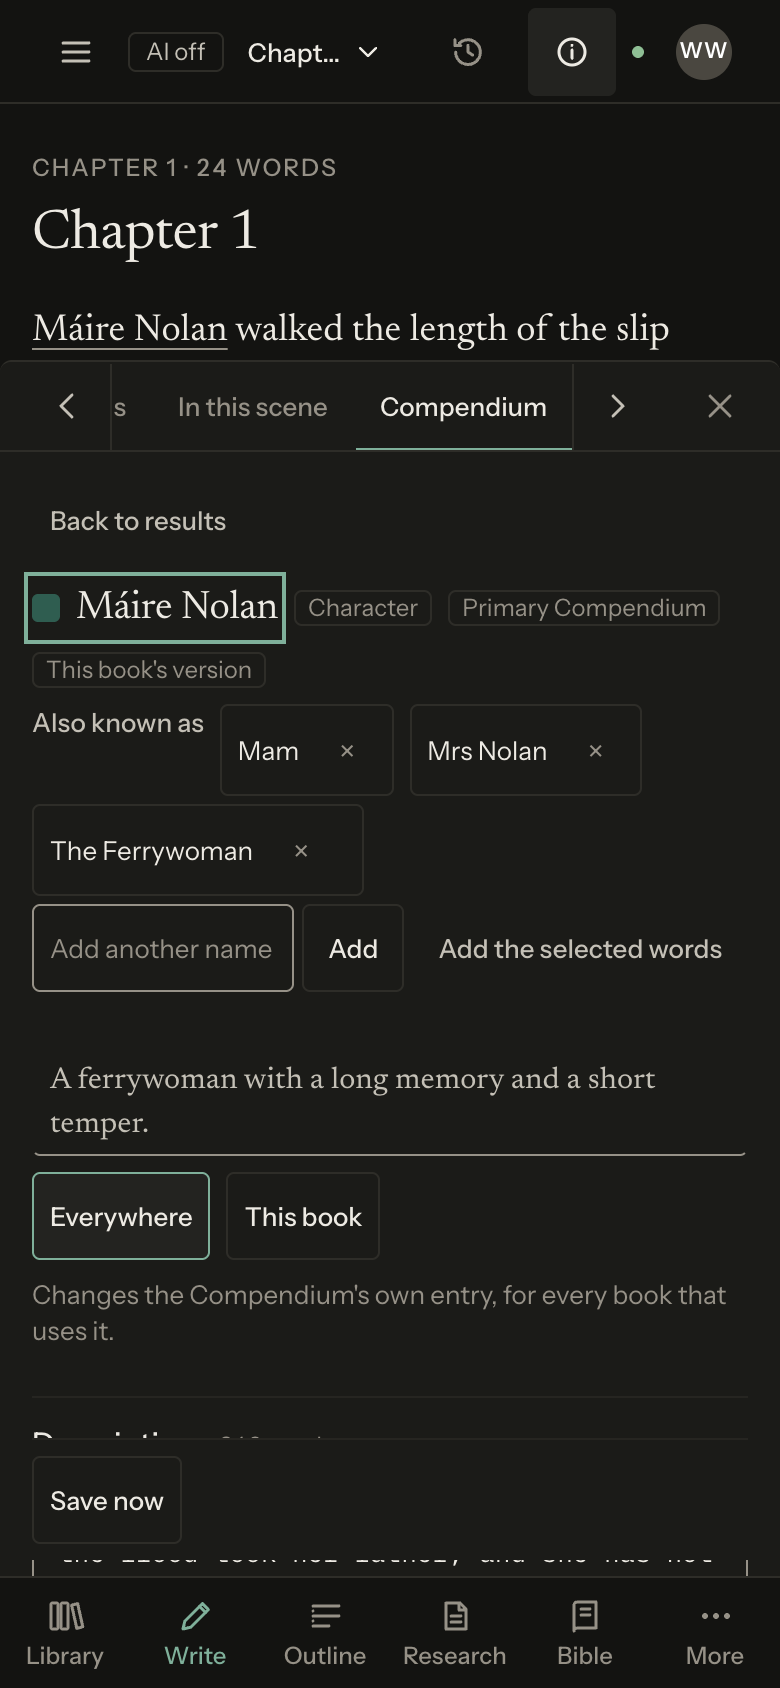 AI off
Chapt...
WW
CHAPTER 1 · 24 WORDS
Chapter 1
Máire Nolan walked the length of the slip
s In this scene Compendium
Back to results
Máire Nolan Character Primary Compendium
This book's version
Also known as Mam × Mrs Nolan ×
The Ferrywoman ×
Add another name Add Add the selected words
A ferrywoman with a long memory and a short
temper.
Everywhere This book
Changes the Compendium's own entry, for every book that
uses it.
Save now
Library Write Outline Research Bible More